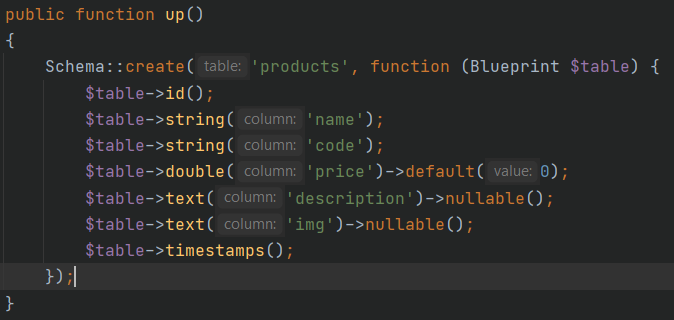 public function up()
{
    Schema::create( table: 'products', function (Blueprint $table) {
        $table->id();
        $table->string( column: 'name');
        $table->string( column: 'code');
        $table->double( column: 'price')->default( value: 0);
        $table->text( column: 'description')->nullable();
        $table->text( column: 'img')->nullable();
        $table->timestamps();
    });
}